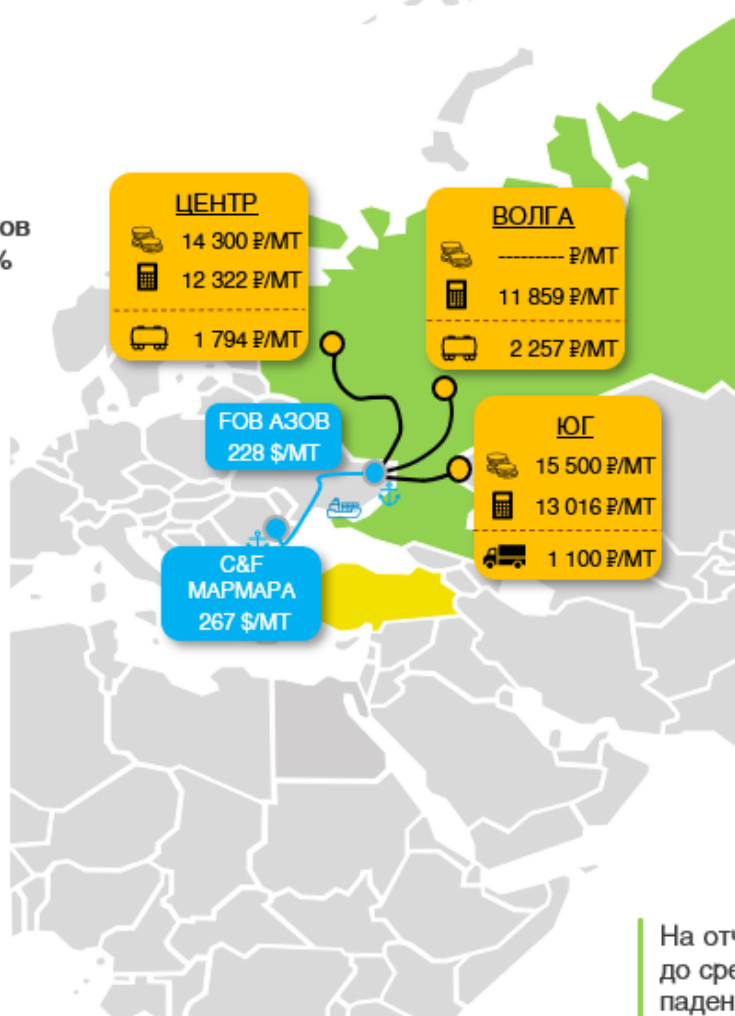 ов
%
ЦЕНТР
14 300 ₽/МТ
12 322 ₽/МТ
1 794 ₽/МТ
ВОЛГА
--------- ₽/МТ
11 859 ₽/МТ
2 257 ₽/МТ
FОВ АЗОВ
228 $/МТ
ЮГ
15 500 ₽/МТ
13 016 ₽/МТ
1 100 ₽/МТ
C&F
МАРМАРА
267 $/МТ
На отч
до сре
паден